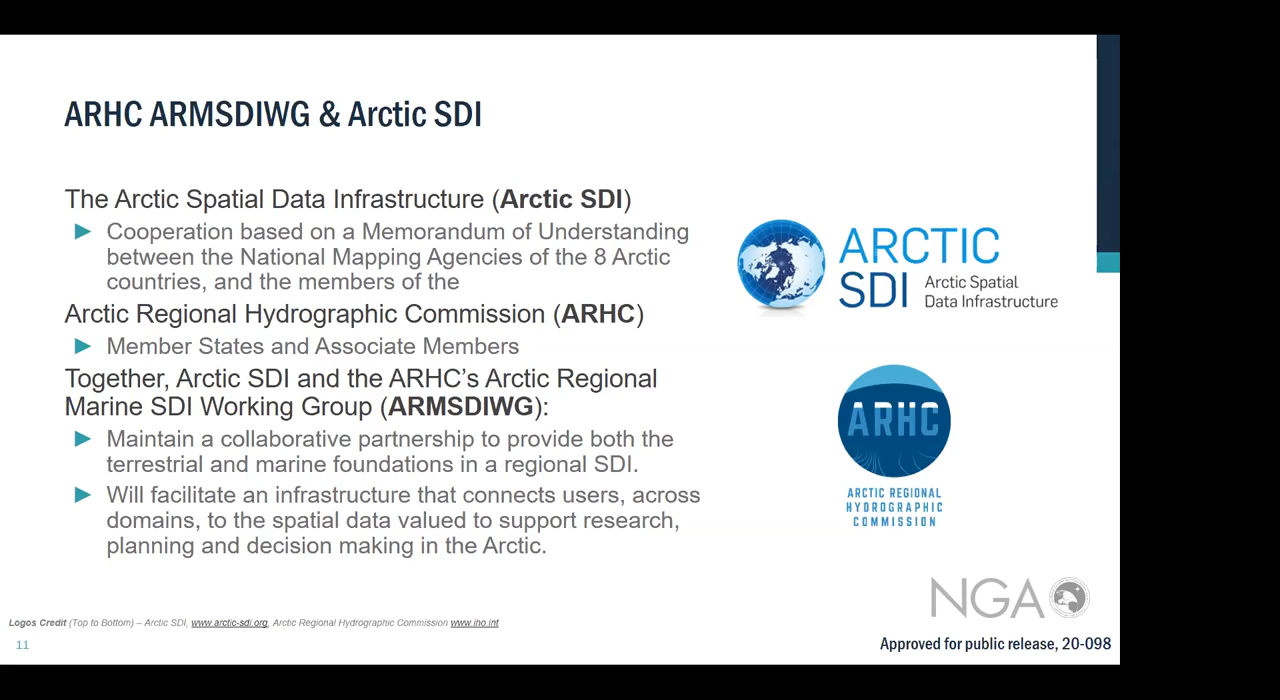 ARHC ARMSDIWG & Arctic SDI
The Arctic Spatial Data Infrastructure (Arctic SDI)
► Cooperation based on a Memorandum of Understanding
between the National Mapping Agencies of the 8 Arctic
countries, and the members of the
Arctic Regional Hydrographic Commission (ARHC)
► Member States and Associate Members
Together, Arctic SDI and the ARHC’s Arctic Regional
Marine SDI Working Group (ARMSDIWG):
► Maintain a collaborative partnership to provide both the
terrestrial and marine foundations in a regional SDI.
► Will facilitate an infrastructure that connects users, across
domains, to the spatial data valued to support research,
planning and decision making in the Arctic.
ARCTIC
SDI
Arctic Spatial
Data Infrastructure
ARHC
ARCTIC REGIONAL
HYDROGRAPHIC
COMMISSION
NGA
Logos Credit (Top to Bottom) – Arctic SDI, www.arctic-sdi.org, Arctic Regional Hydrographic Commission www.iho.int
11
Approved for public release, 20-098